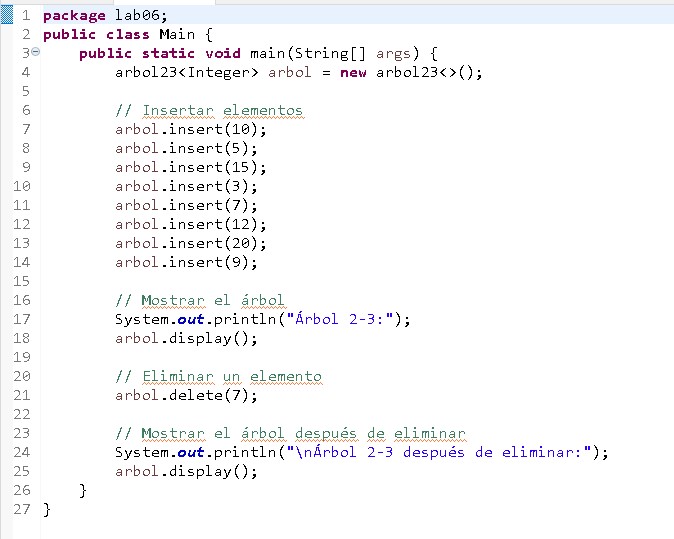 1 package lab06;
2 public class Main {
3 public static void main(String[] args) {
4 arbol23<Integer> arbol = new arbol23<>();
5
6 // Insertar elementos
7 arbol.insert(10);
8 arbol.insert(5);
9 arbol.insert(15);
10 arbol.insert(3);
11 arbol.insert(7);
12 arbol.insert(12);
13 arbol.insert(20);
14 arbol.insert(9);
15
16 // Mostrar el árbol
17 System.out.println("Árbol 2-3:");
18 arbol.display();
19
20 // Eliminar un elemento
21 arbol.delete(7);
22
23 // Mostrar el árbol después de eliminar
24 System.out.println("\nÁrbol 2-3 después de eliminar:");
25 arbol.display();
26 }
27 }